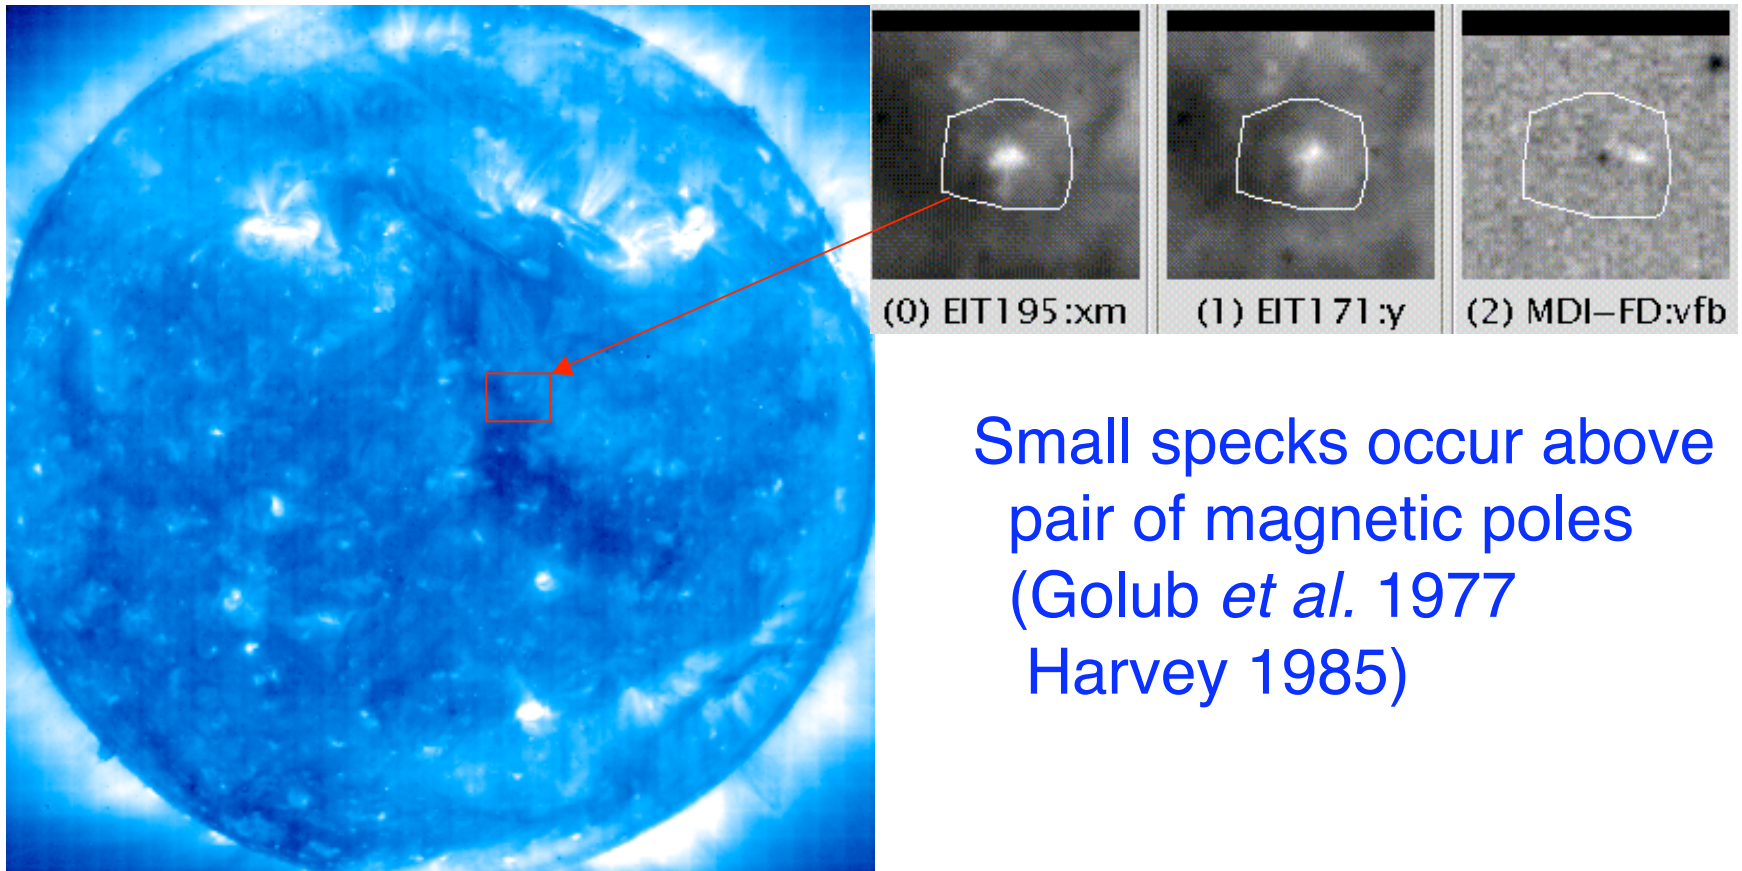 (0) EIT195:xm
(1) EIT171:y
(2) MDI–FD:vfb
Small specks occur above
pair of magnetic poles
(Golub et al. 1977
Harvey 1985)